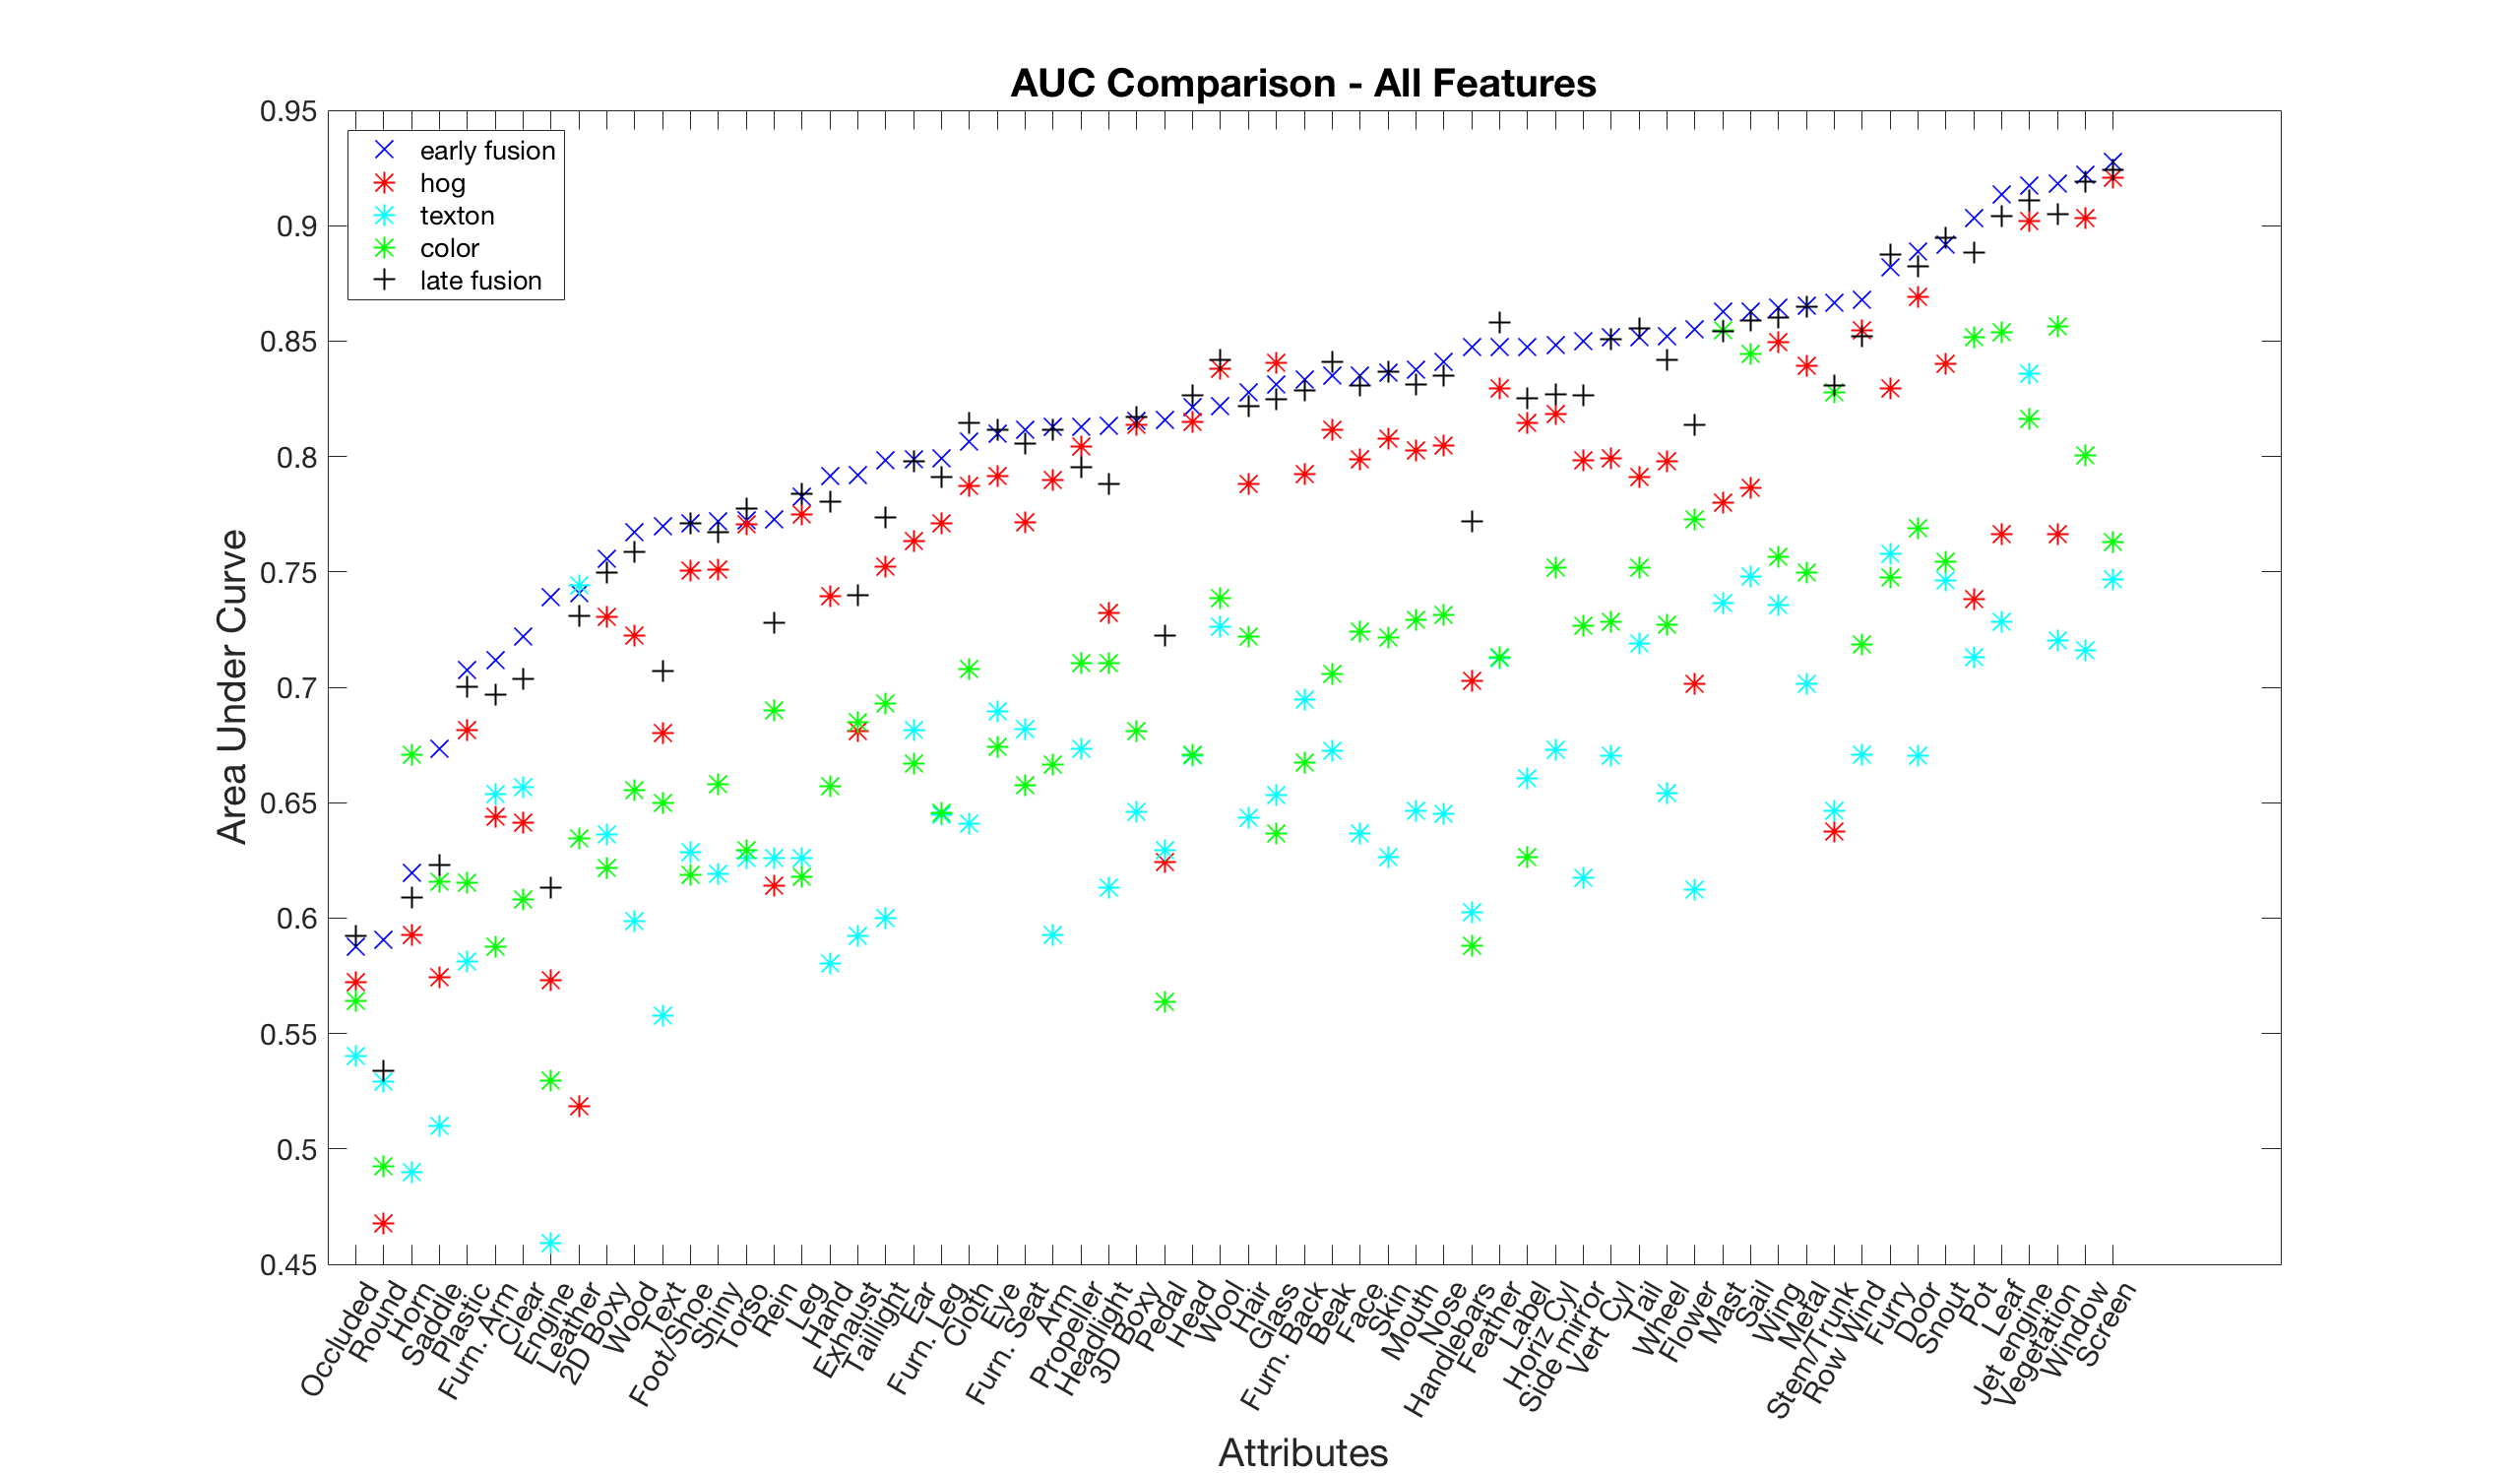 AUC Comparison - All Features
0.95
0.9
0.85
0.8
0.75
0.7
0.65
0.6
0.55
0.5
0.45
Area Under Curve
early fusion
hog
texton
color
late fusion
Occluded
Round
Horn
Saddle
Plastic
Furn. Arm
Clear
Engine
Leather
2D Boxy
Wood
Text
Foot/Shoe
Shiny
Torso
Rein
Leg
Hand
Exhaust
Taillight
Ear
Furn. Leg
Cloth
Eye
Furn. Seat
Arm
Propeller
Headlight
3D Boxy
Pedal
Head
Wool
Hair
Glass
Furn. Back
Beak
Face
Skin
Mouth
Nose
Handlebars
Feather
Label
Horiz Cyl
Side mirror
Vert Cyl
Tail
Wheel
Flower
Mast
Sail
Wing
Metal
Stem/Trunk
Row Wind
Furry
Door
Snout
Pot
Leaf
Jet engine
Vegetation
Window
Screen
Attributes